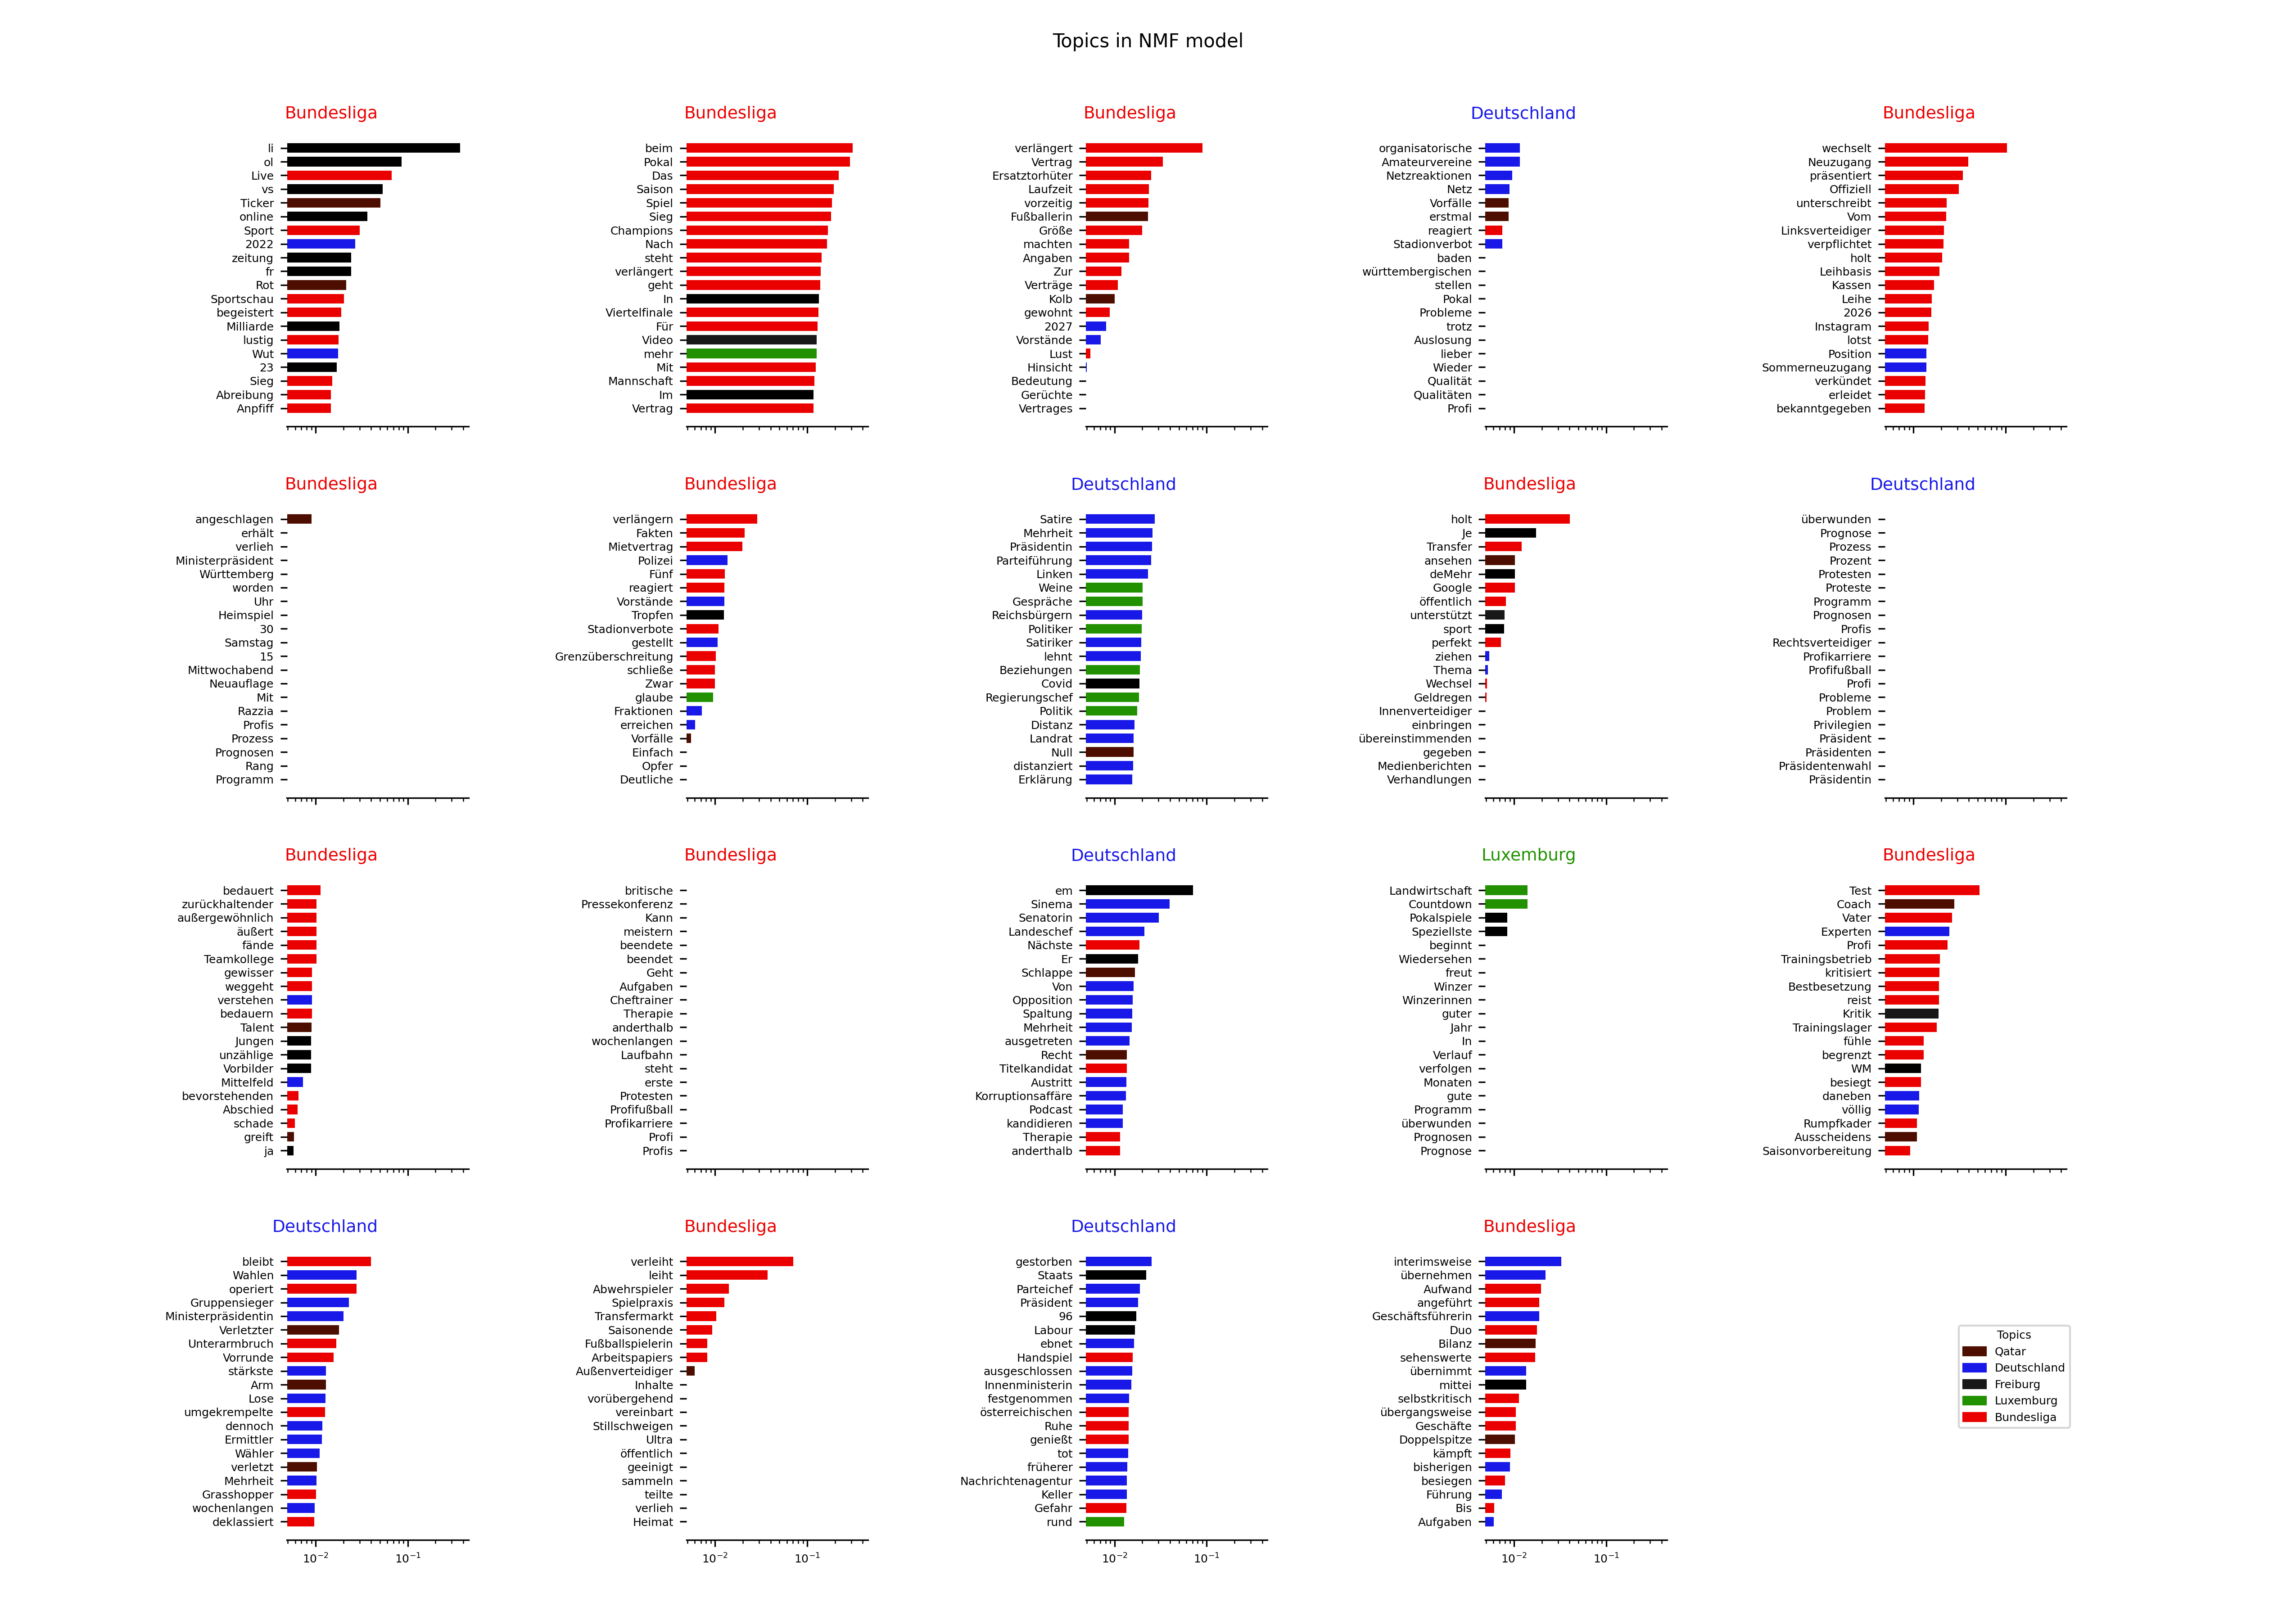 Topics in NMF model
Bundesliga
li
ol
Live
vs
Ticker
online
Sport
2022
zeitung
fr
Rot
Sportschau
begeistert
Milliarde
lustig
Wut
23
Sieg
Abreibung
Anpfiff
Bundesliga
beim
Pokal
Das
Saison
Spiel
Sieg
Champions
Nach
steht
verlängert
geht
In
Viertelfinale
Für
Video
mehr
Mit
Mannschaft
Im
Vertrag
Bundesliga
verlängert
Vertrag
Ersatztorhüter
Laufzeit
vorzeitig
Fußballerin
Größe
machten
Angaben
Zur
Verträge
Kolb
gewohnt
2027
Vorstände
Lust
Hinsicht
Bedeutung
Gerüchte
Vertrages
Deutschland
organisatorische
Amateurvereine
Netzreaktionen
Netz
Vorfälle
erstmal
reagiert
Stadionverbot
baden
württembergischen
stellen
Pokal
Probleme
trotz
Auslosung
lieber
Wieder
Qualität
Qualitäten
Profi
Bundesliga
wechselt
Neuzugang
präsentiert
Offiziell
unterschreibt
Vom
Linksverteidiger
verpflichtet
holt
Leihbasis
Kassen
Leihe
2026
Instagram
lotst
Position
Sommerneuzugang
verkündet
erleidet
bekanntgegeben
Bundesliga
angeschlagen
erhält
verlieh
Ministerpräsident
Württemberg
worden
Uhr
Heimspiel
30
Samstag
15
Mittwochabend
Neuauflage
Mit
Razzia
Profis
Prozess
Prognosen
Rang
Programm
Bundesliga
verlängern
Fakten
Mietvertrag
Polizei
Fünf
reagiert
Vorstände
Tropfen
Stadionverbote
gestellt
Grenzüberschreitung
schließe
Zwar
glaube
Fraktionen
erreichen
Vorfälle
Einfach
Opfer
Deutliche
Deutschland
Satire
Mehrheit
Präsidentin
Parteiführung
Linken
Weine
Gespräche
Reichsbürgern
Politiker
Satiriker
lehnt
Beziehungen
Covid
Regierungschef
Politik
Distanz
Landrat
Null
distanziert
Erklärung
Bundesliga
holt
Je
Transfer
ansehen
deMehr
Google
öffentlich
unterstützt
sport
perfekt
ziehen
Thema
Wechsel
Geldregen
Innenverteidiger
einbringen
übereinstimmenden
gegeben
Medienberichten
Verhandlungen
Deutschland
überwunden
Prognose
Prozess
Prozent
Protesten
Proteste
Programm
Prognosen
Profis
Rechtsverteidiger
Profikarriere
Profifußball
Profi
Probleme
Problem
Privilegien
Präsident
Präsidenten
Präsidentenwahl
Präsidentin
Bundesliga
bedauert
zurückhaltender
außergewöhnlich
äußert
fände
Teamkollege
gewisser
weggeht
verstehen
bedauern
Talent
Jungen
unzählige
Vorbilder
Mittelfeld
bevorstehenden
Abschied
schade
greift
ja
Bundesliga
britische
Pressekonferenz
Kann
meistern
beendete
beendet
Geht
Aufgaben
Cheftrainer
Therapie
anderthalb
wochenlangen
Laufbahn
steht
erste
Protesten
Profifußball
Profikarriere
Profi
Profis
Deutschland
em
Sinema
Senatorin
Landeschef
Nächste
Er
Schlappe
Von
Opposition
Spaltung
Mehrheit
ausgetreten
Recht
Titelkandidat
Austritt
Korruptionsaffäre
Podcast
kandidieren
Therapie
anderthalb
Luxemburg
Landwirtschaft
Countdown
Pokalspiele
Speziellste
beginnt
Wiedersehen
freut
Winzer
Winzerinnen
guter
Jahr
In
Verlauf
verfolgen
Monaten
gute
Programm
überwunden
Prognosen
Prognose
Bundesliga
Test
Coach
Vater
Experten
Profi
Trainingsbetrieb
kritisiert
Bestbesetzung
reist
Kritik
Trainingslager
fühle
begrenzt
WM
besiegt
daneben
völlig
Rumpfkader
Ausscheidens
Saisonvorbereitung
Deutschland
bleibt
Wahlen
operiert
Gruppensieger
Ministerpräsidentin
Verletzter
Unterarmbruch
Vorrunde
stärkste
Arm
Lose
umgekrempelte
dennoch
Ermittler
Wähler
verletzt
Mehrheit
Grasshopper
wochenlangen
deklassiert
10⁻² 10⁻¹
Bundesliga
verleiht
leiht
Abwehrspieler
Spielpraxis
Transfermarkt
Saisonende
Fußballspielerin
Arbeitspapiers
Außenverteidiger
Inhalte
vorübergehend
vereinbart
Stillschweigen
Ultra
öffentlich
geeinigt
sammeln
teilte
verlieh
Heimat
10⁻² 10⁻¹
Deutschland
gestorben
Staats
Parteichef
Präsident
96
Labour
ebnet
Handspiel
ausgeschlossen
Innenministerin
festgenommen
österreichischen
Ruhe
genießt
tot
früherer
Nachrichtenagentur
Keller
Gefahr
rund
10⁻² 10⁻¹
Bundesliga
interimsweise
übernehmen
Aufwand
angeführt
Geschäftsführerin
Duo
Bilanz
sehenswerte
übernimmt
mittei
selbstkritisch
übergangsweise
Geschäfte
Doppelspitze
kämpft
bisherigen
besiegen
Führung
Bis
Aufgaben
10⁻² 10⁻¹
Topics
Qatar
Deutschland
Freiburg
Luxemburg
Bundesliga